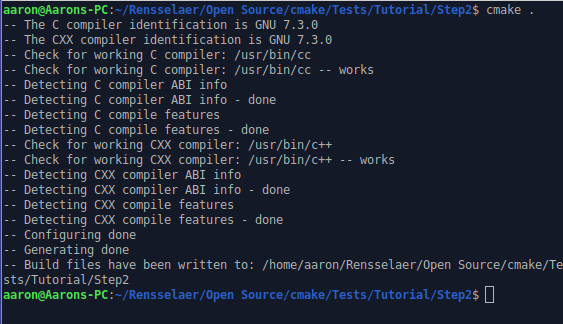 aaron@Aarons-PC:~/Rensselaer/Open Source/cmake/Tests/Tutorial/Step2$ cmake .
-- The C compiler identification is GNU 7.3.0
-- The CXX compiler identification is GNU 7.3.0
-- Check for working C compiler: /usr/bin/cc
-- Check for working C compiler: /usr/bin/cc -- works
-- Detecting C compiler ABI info
-- Detecting C compiler ABI info - done
-- Detecting C compile features
-- Detecting C compile features - done
-- Check for working CXX compiler: /usr/bin/c++
-- Check for working CXX compiler: /usr/bin/c++ -- works
-- Detecting CXX compiler ABI info
-- Detecting CXX compiler ABI info - done
-- Detecting CXX compile features
-- Detecting CXX compile features - done
-- Configuring done
-- Generating done
-- Build files have been written to: /home/aaron/Rensselaer/Open Source/cmake/Te
sts/Tutorial/Step2
aaron@Aarons-PC:~/Rensselaer/Open Source/cmake/Tests/Tutorial/Step2$